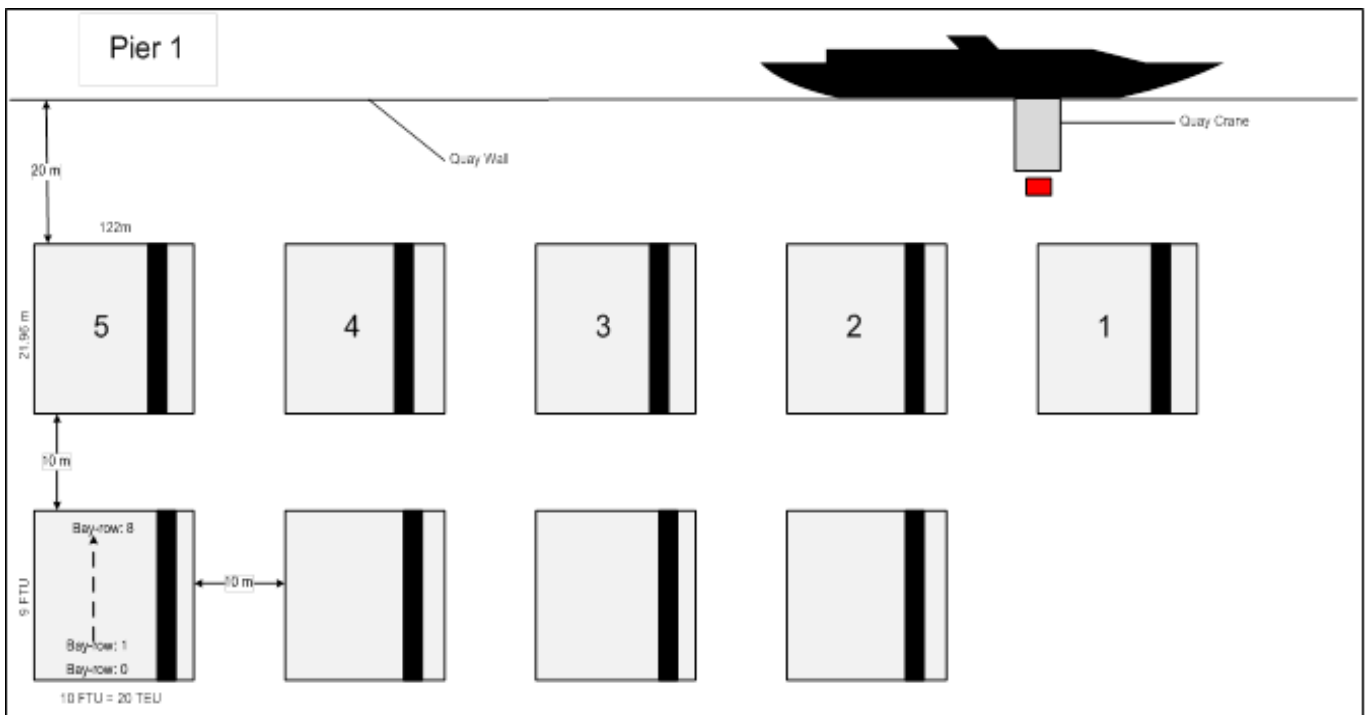 Pier 1
Quay Crane
Quay Wall
20 m
122m
21.96 m
5
4
3
2
1
10 m
Bay-row: 8
9 FTU
10 m
Bay-row: 1
Bay-row: 0
10 FTU = 20 TEU